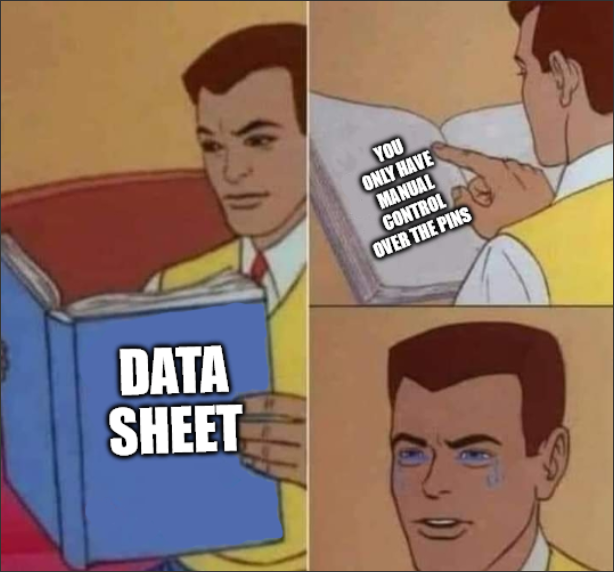 DATA
SHEET
YOU
ONLY HAVE
MANUAL
CONTROL
OVER THE PINS